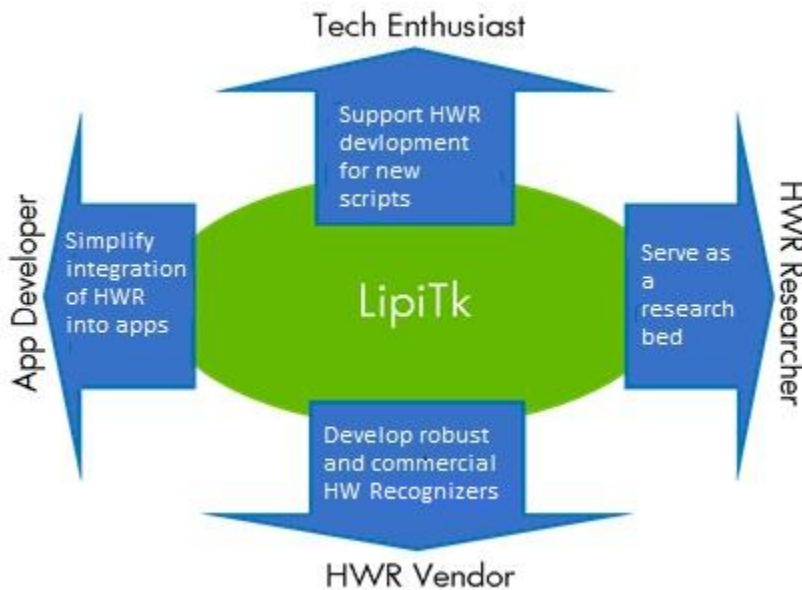 Tech Enthusiast
Support HWR
devlopment
for new
scripts
App Developer
Simplify
integration
of HWR
into apps
LipiTk
Serve as
a
research
bed
HWR Researcher
Develop robust
and commercial
HW Recognizers
HWR Vendor